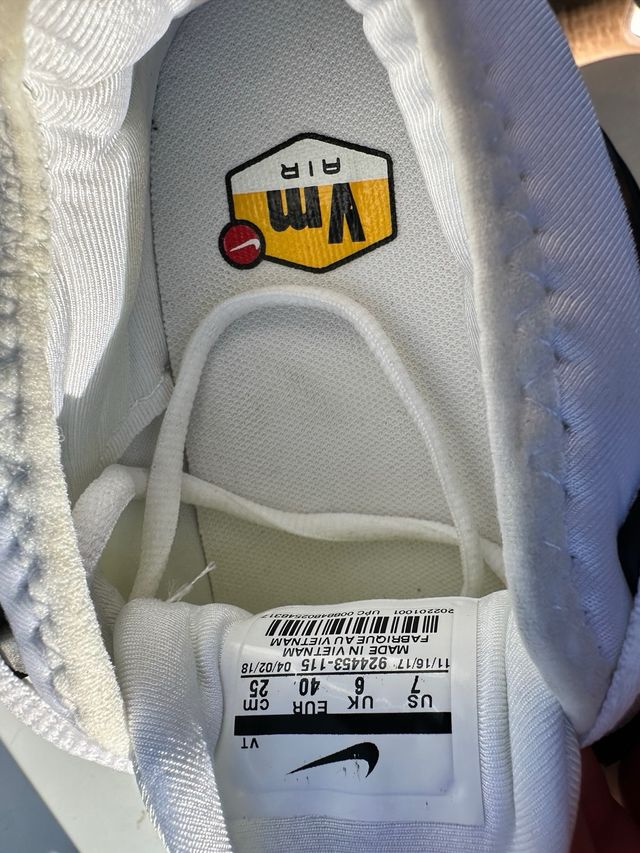 VT
US UK EUR CM
7 6 40 25
11/16/17 924453-115 04/02/18
MADE IN VIETNAM
FABRIQUE AU VIETNAM
UPC
Vm
AIR